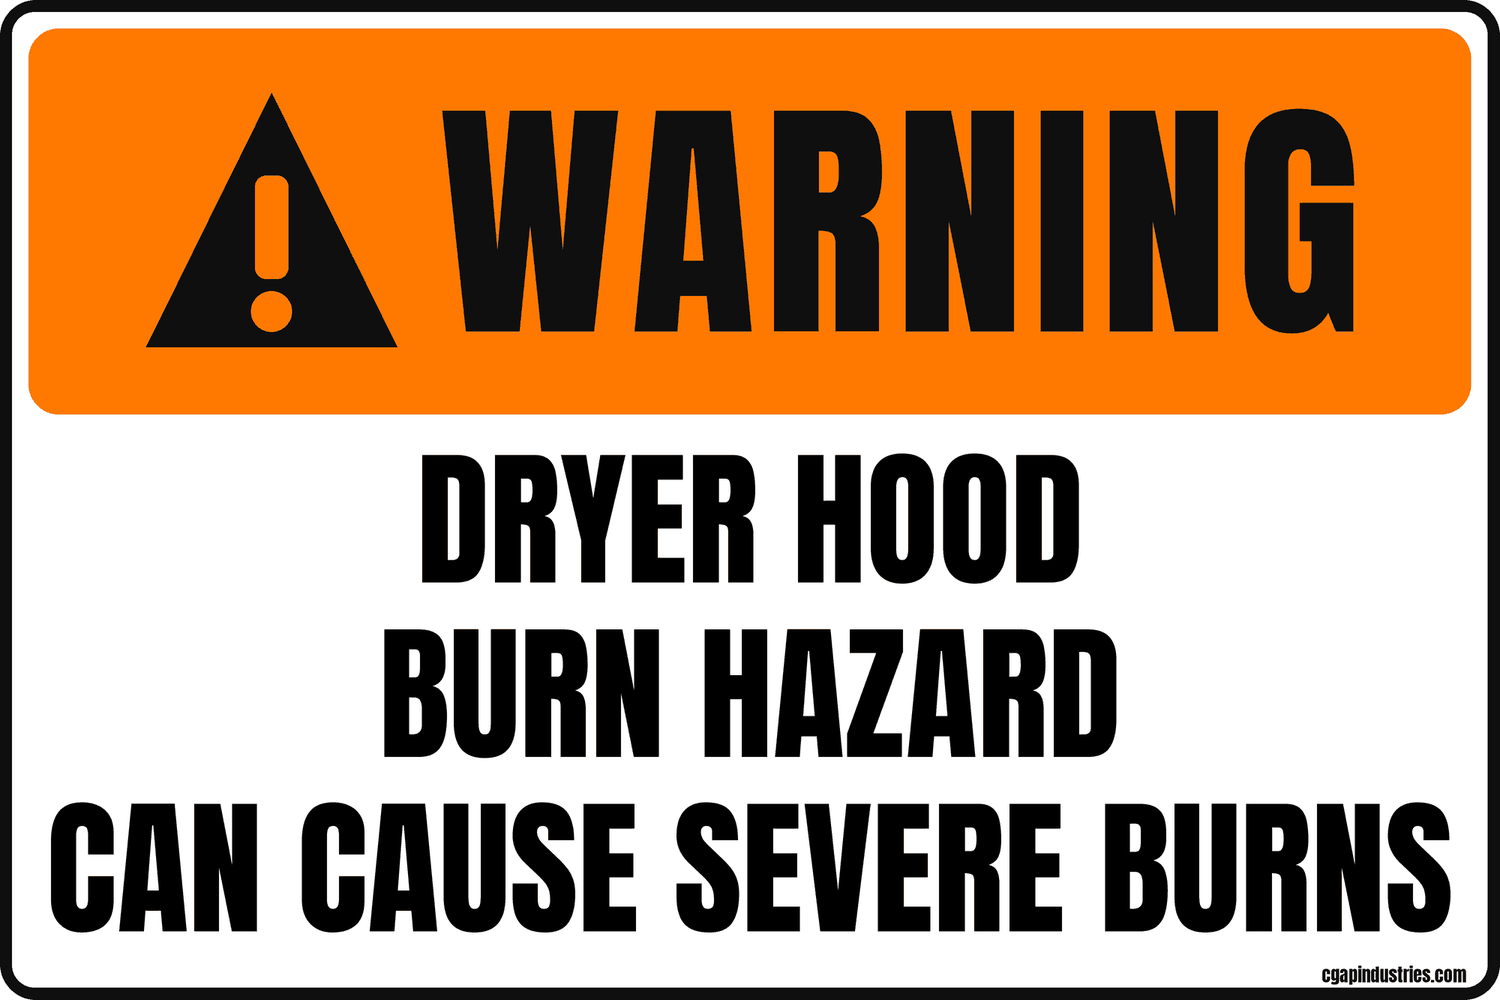 WARNING
DRYER HOOD
BURN HAZARD
CAN CAUSE SEVERE BURNS
cgapindustries.com